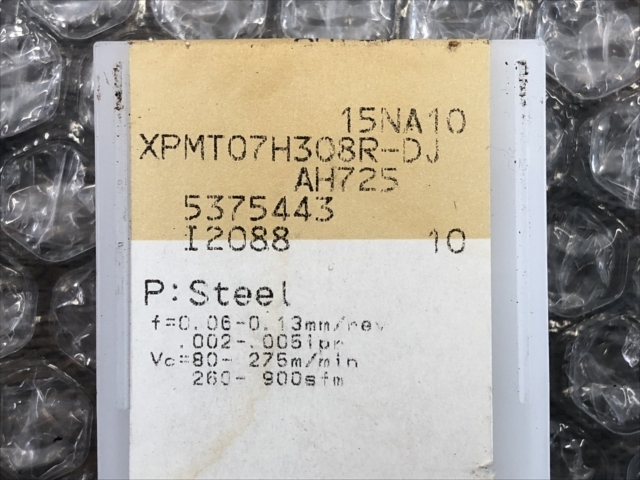 15NA10
XPMT07H308R-DJ
AH725
5375443
I2088 10
P:Steel
f=0.06-0.13mm/rev
.002-.005ipr
Vc=80- 275m/min
260- 900sfm